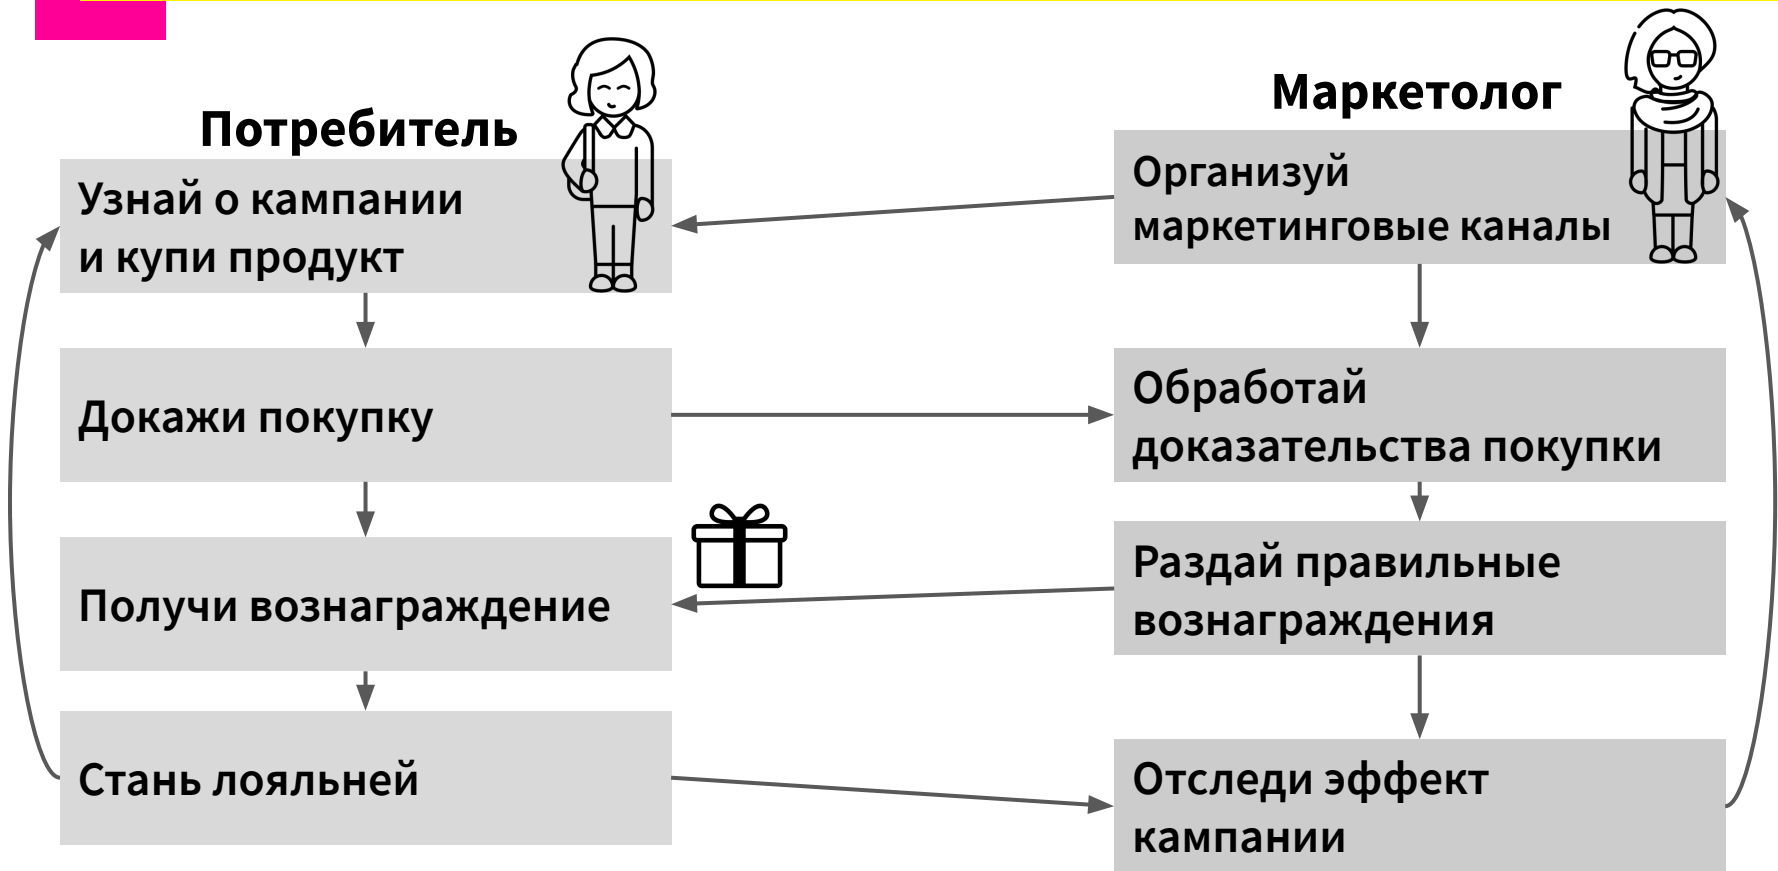 Потребитель
Узнай о кампании
и купи продукт
Докажи покупку
Получи вознаграждение
Стань лояльней
Маркетолог
Организуй
маркетинговые каналы
Обработай
доказательства покупки
Раздай правильные
вознаграждения
Отследи эффект
кампании